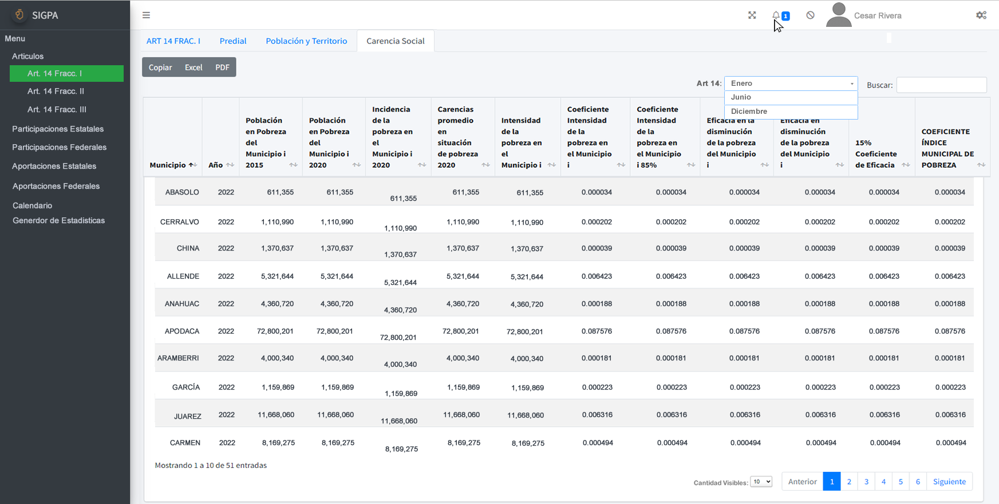 SIGPA
1
Cesar Rivera
Menu
Articulos
Art. 14 Fracc. I
Art. 14 Fracc. II
Art. 14 Fracc. III
Participaciones Estatales
Participaciones Federales
Aportaciones Estatales
Aportaciones Federales
Calendario
Generdor de Estadisticas
ART 14 FRAC. I Predial Población y Territorio Carencia Social
Copiar Excel PDF
Art 14: Enero Buscar:
Junio
Diciembre
Municipio
Año
Población
en Pobreza
del
Municipio i
2015
Población
en Pobreza
del
Municipio i
2020
Incidencia
de la
pobreza en
el
Municipio i
2020
Carencias
promedio
en
situación
de pobreza
2020
Intensidad
de la
pobreza en
el
Municipio i
Coeficiente
Intensidad
de la
pobreza en
el Municipio
i
Coeficiente
Intensidad
de la
pobreza en
el Municipio
i 85%
Eficacia en la
disminución
de la pobreza
del Municipio
i
Eficacia en
disminución
de la pobreza
del Municipio
i
15%
Coeficiente
de Eficacia
COEFICIENTE
ÍNDICE
MUNICIPAL DE
POBREZA
ABASOLO 2022 611,355 611,355 611,355 611,355 611,355 0.000034 0.000034 0.000034 0.000034 0.000034 0.000034
CERRALVO 2022 1,110,990 1,110,990 1,110,990 1,110,990 1,110,990 0.000202 0.000202 0.000202 0.000202 0.000202 0.000202
CHINA 2022 1,370,637 1,370,637 1,370,637 1,370,637 1,370,637 0.000039 0.000039 0.000039 0.000039 0.000039 0.000039
ALLENDE 2022 5,321,644 5,321,644 5,321,644 5,321,644 5,321,644 0.006423 0.006423 0.006423 0.006423 0.006423 0.006423
ANAHUAC 2022 4,360,720 4,360,720 4,360,720 4,360,720 4,360,720 0.000188 0.000188 0.000188 0.000188 0.000188 0.000188
APODACA 2022 72,800,201 72,800,201 72,800,201 72,800,201 72,800,201 0.087576 0.087576 0.087576 0.087576 0.087576 0.087576
ARAMBERRI 2022 4,000,340 4,000,340 4,000,340 4,000,340 4,000,340 0.000181 0.000181 0.000181 0.000181 0.000181 0.000181
GARCÍA 2022 1,159,869 1,159,869 1,159,869 1,159,869 1,159,869 0.000223 0.000223 0.000223 0.000223 0.000223 0.000223
JUAREZ 2022 11,668,060 11,668,060 11,668,060 11,668,060 11,668,060 0.006316 0.006316 0.006316 0.006316 0.006316 0.006316
CARMEN 2022 8,169,275 8,169,275 8,169,275 8,169,275 8,169,275 0.000494 0.000494 0.000494 0.000494 0.000494 0.000494
Mostrando 1 a 10 de 51 entradas
Cantidad Visibles: 10 Anterior 1 2 3 4 5 6 Siguiente